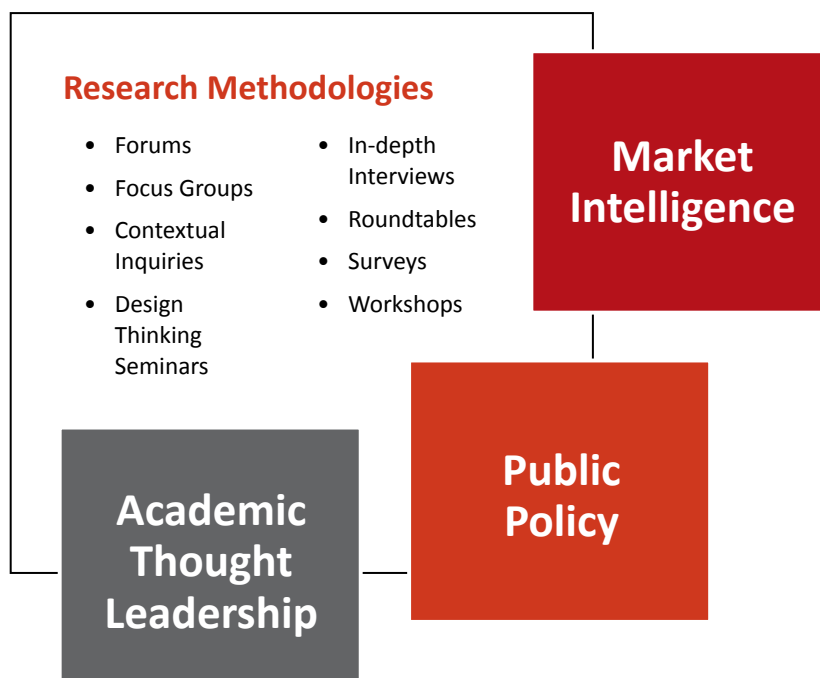 Research Methodologies
• Forums
• Focus Groups
• Contextual
Inquiries
• Design
Thinking
Seminars
• In-depth
Interviews
• Roundtables
• Surveys
• Workshops
Market
Intelligence
Public
Policy
Academic
Thought
Leadership